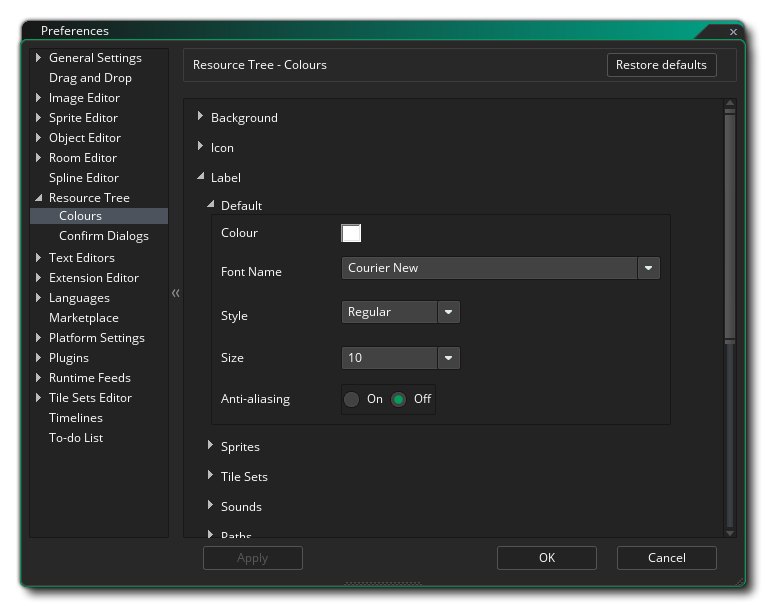 Preferences
General Settings
Drag and Drop
Image Editor
Sprite Editor
Object Editor
Room Editor
Spline Editor
Resource Tree
Colours
Confirm Dialogs
Text Editors
Extension Editor
Languages
Marketplace
Platform Settings
Plugins
Runtime Feeds
Tile Sets Editor
Timelines
To-do List
Resource Tree - Colours
Restore defaults
Background
Icon
Label
Default
Colour
Font Name Courier New
Style Regular
Size 10
Anti-aliasing On Off
Sprites
Tile Sets
Sounds
Paths
Apply OK Cancel